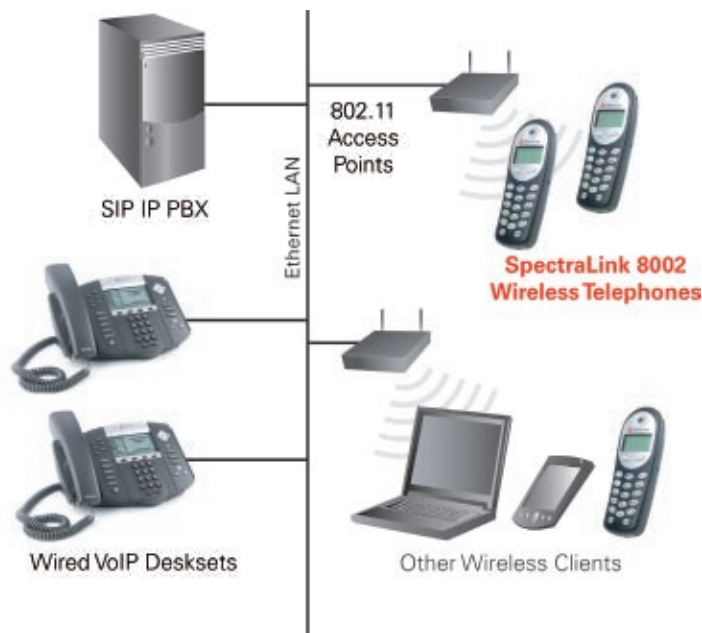 802.11
Access
Points
SIP IP PBX
Ethernet LAN
SpectraLink 8002
Wireless Telephones
Wired VoIP Desksets
Other Wireless Clients